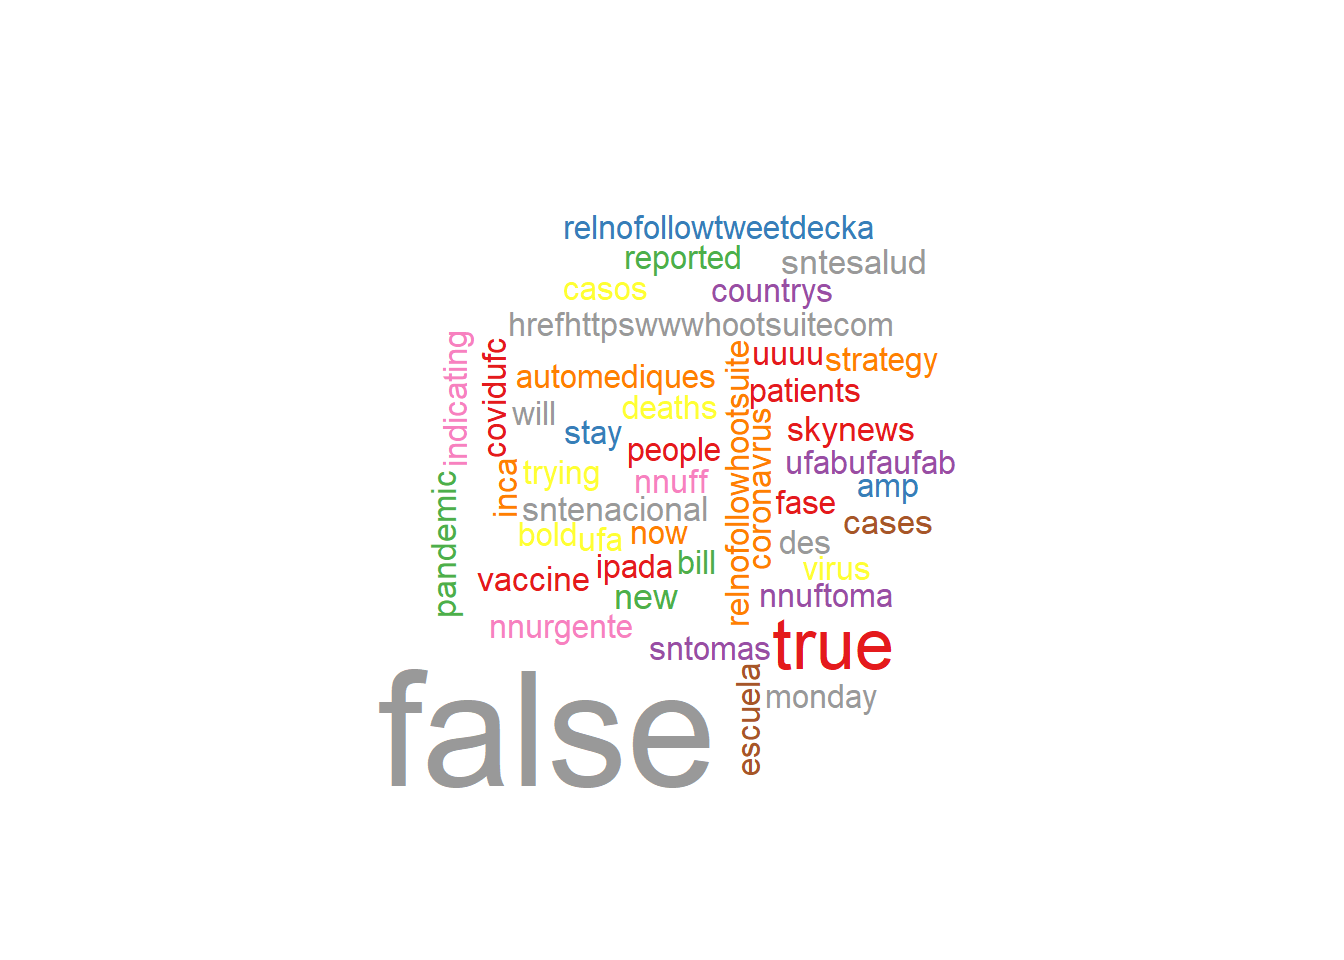 relnofollowtweetdecka
reported
sntesalud
casos
countrys
hrefhttpswwwhootsuitecom
indicating
covidufc
automediques
relnofollowhootsuite
uuuu
strategy
will
deaths
patients
stay
people
coronavrus
skynews
inca
trying
nnuff
ufabufaufab
amp
pandemic
sntenacional
fase
cases
bold
ufa
now
des
vaccine
ipada
bill
virus
new
nnuftoma
nnurgente
sntomas
true
false
escuela
monday